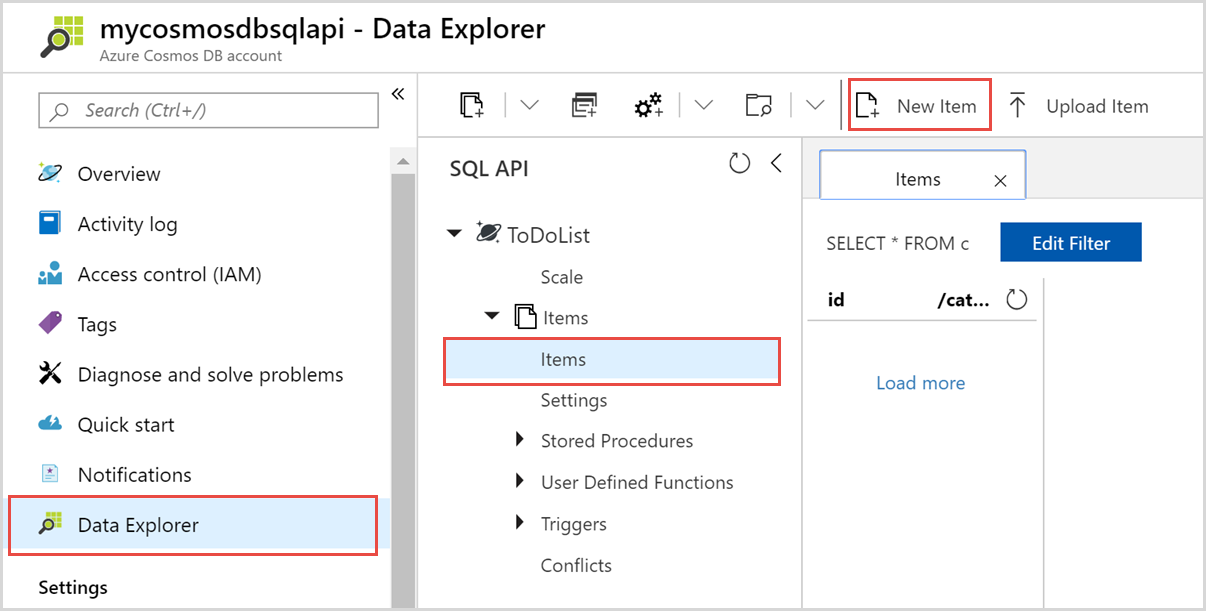 mycosmosdbsqlapi - Data Explorer
Azure Cosmos DB account
Search (Ctrl+/)
«
Overview
Activity log
Access control (IAM)
Tags
Diagnose and solve problems
Quick start
Notifications
Data Explorer
Settings
New Item
Upload Item
SQL API
ToDoList
Scale
Items
Items
Settings
Stored Procedures
User Defined Functions
Triggers
Conflicts
Items
SELECT * FROM c
Edit Filter
id /cat...
Load more